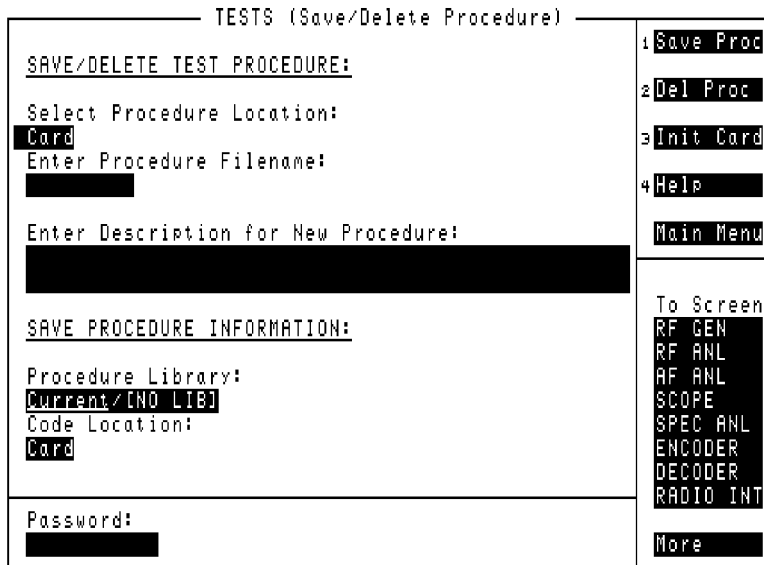 TESTS (Save/Delete Procedure)
SAVE/DELETE TEST PROCEDURE:
Select Procedure Location:
Card
Enter Procedure Filename:
Enter Description for New Procedure:
SAVE PROCEDURE INFORMATION:
Procedure Library:
Current/[NO LIB]
Code Location:
Card
Password:
1 Save Proc
2 Del Proc
3 Init Card
4 Help
Main Menu
To Screen
RF GEN
RF ANL
AF ANL
SCOPE
SPEC ANL
ENCODER
DECODER
RADIO INT
More